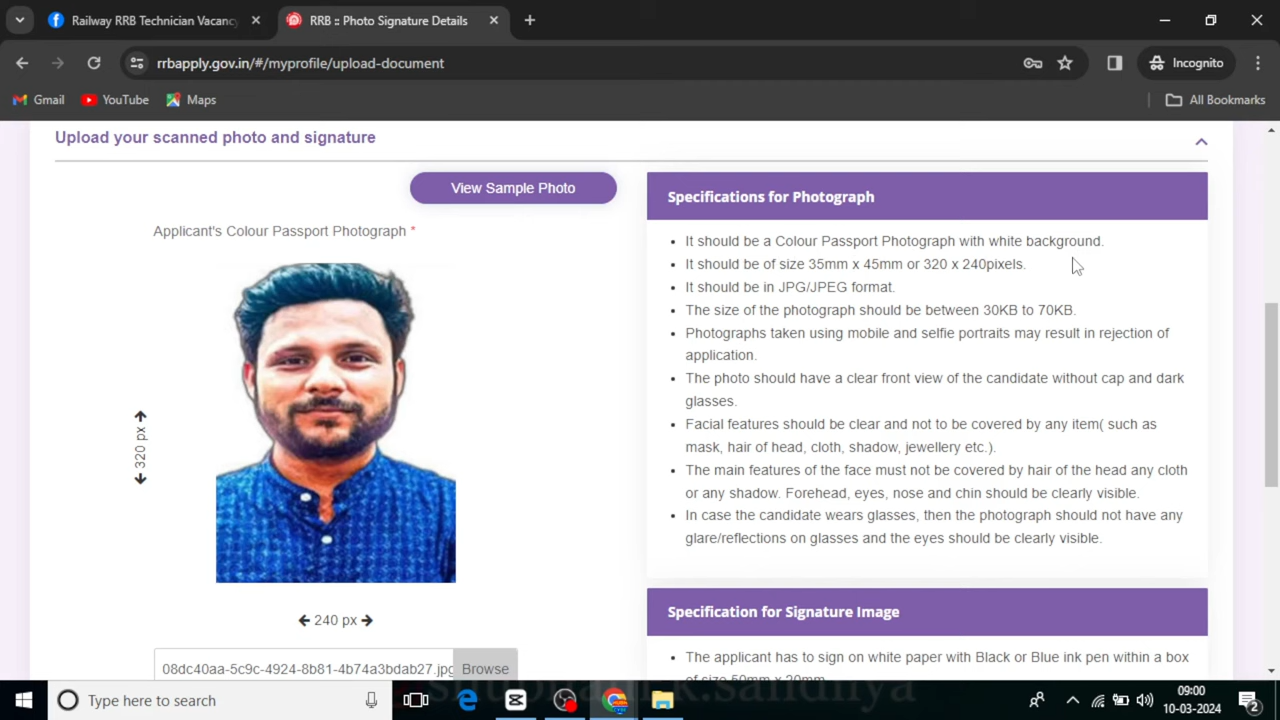 Railway RRB Technician Vacancy
RRB :: Photo Signature Details
rrbapply.gov.in/#/myprofile/upload-document
Incognito
Gmail
YouTube
Maps
All Bookmarks
Upload your scanned photo and signature
View Sample Photo
Applicant's Colour Passport Photograph *
320 px
240 px
08dc40aa-5c9c-4924-8b81-4b74a3bdab27.jpg
Browse
Specifications for Photograph
• It should be a Colour Passport Photograph with white background.
• It should be of size 35mm x 45mm or 320 x 240pixels.
• It should be in JPG/JPEG format.
• The size of the photograph should be between 30KB to 70KB.
• Photographs taken using mobile and selfie portraits may result in rejection of
application.
• The photo should have a clear front view of the candidate without cap and dark
glasses.
• Facial features should be clear and not to be covered by any item( such as
mask, hair of head, cloth, shadow, jewellery etc.).
• The main features of the face must not be covered by hair of the head any cloth
or any shadow. Forehead, eyes, nose and chin should be clearly visible.
• In case the candidate wears glasses, then the photograph should not have any
glare/reflections on glasses and the eyes should be clearly visible.
Specification for Signature Image
• The applicant has to sign on white paper with Black or Blue ink pen within a box
of size 50mm x 20mm
Type here to search
09:00
10-03-2024
2